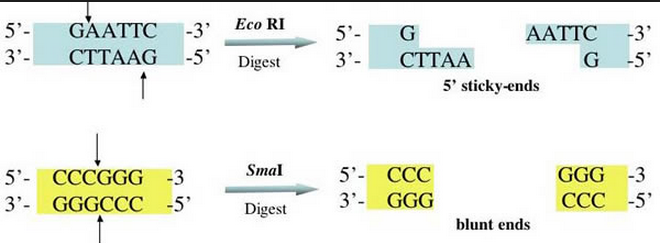 5'- GAATTC -3'
3'- CTTAAG -5'
Eco RI
Digest
5'- G AATTC -3'
3'- CTTAA G -5'
5' sticky-ends
5'- CCCGGG -3
3'- GGGCCC -5'
SmaI
Digest
5'- CCC GGG -3
3'- GGG CCC -5'
blunt ends